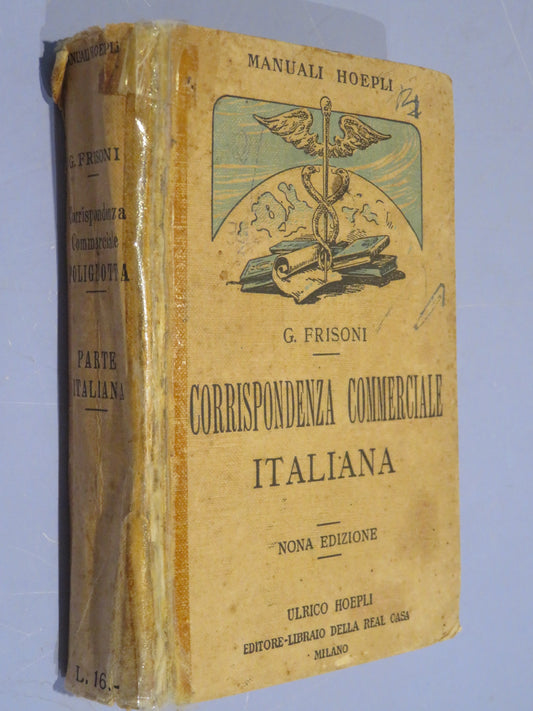 MANUALI HOEPLI
G. FRISONI
CORRISPONDENZA COMMERCIALE
ITALIANA
NONA EDIZIONE
ULRICO HOEPLI
EDITORE-LIBRAIO DELLA REAL CASA
MILANO
MANUALI HOEPLI
G. FRISONI
Corrispondenza
Commerciale
POLIGLOTTA
PARTE
ITALIANA
L. 16.-